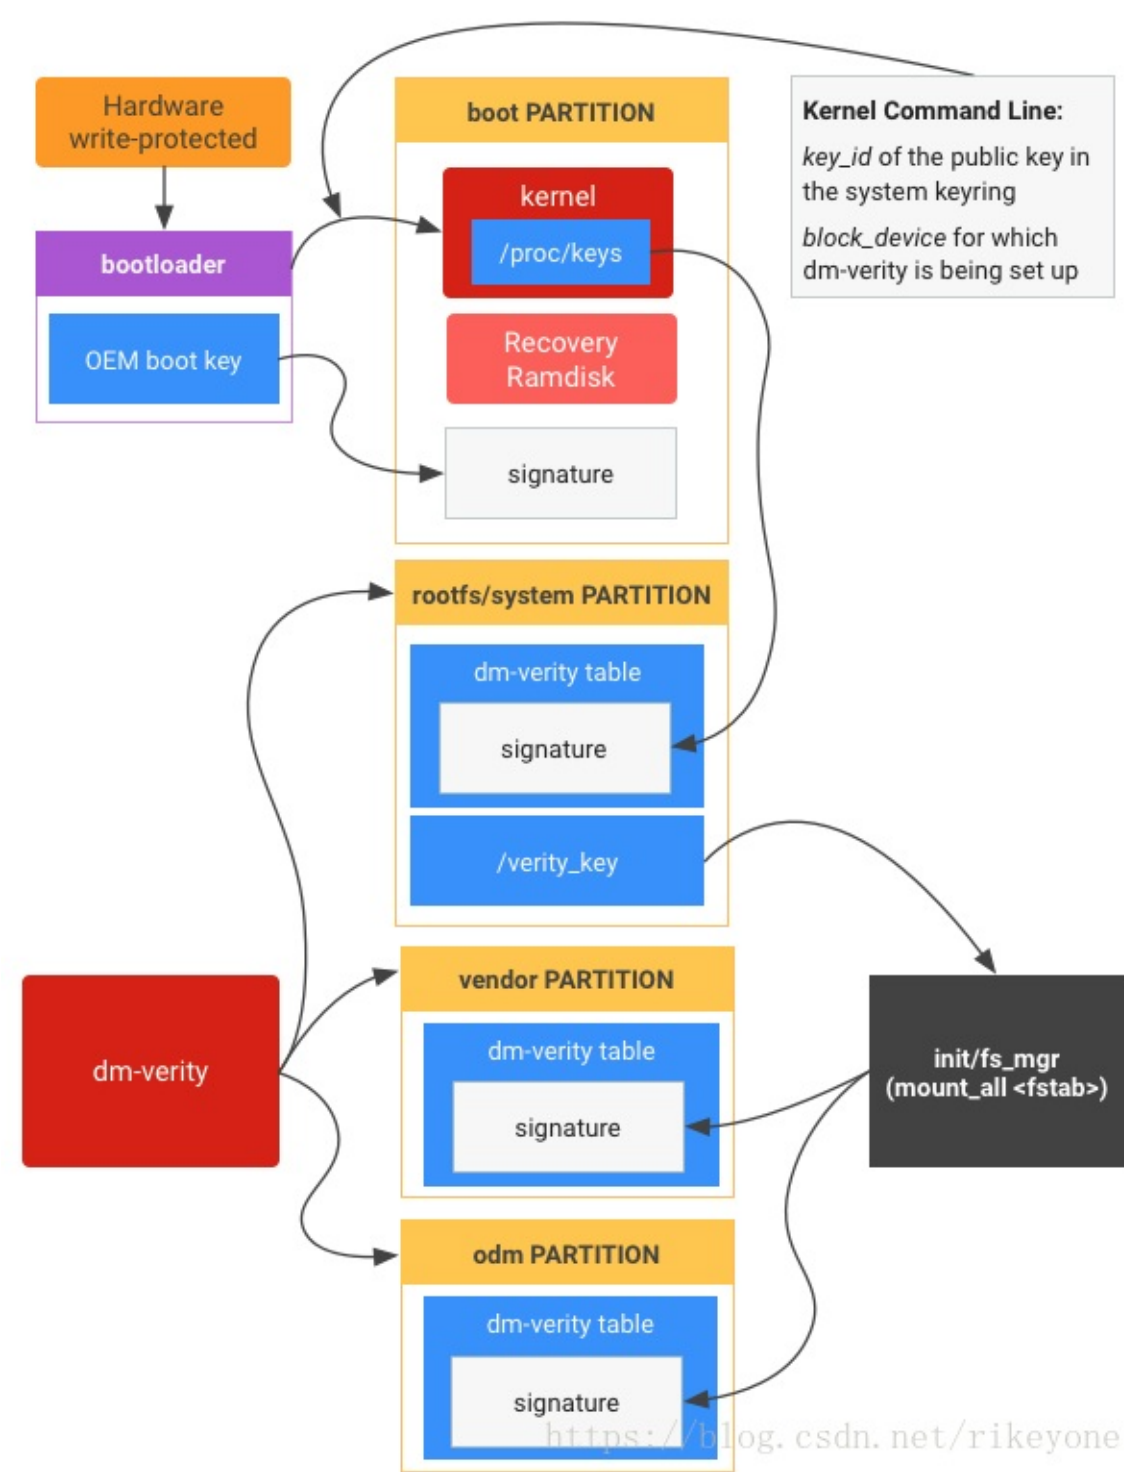 Hardware
write-protected
bootloader
OEM boot key
boot PARTITION
kernel
/proc/keys
Recovery
Ramdisk
signature
Kernel Command Line:
key_id of the public key in
the system keyring
block_device for which
dm-verity is being set up
rootfs/system PARTITION
dm-verity table
signature
/verity_key
dm-verity
vendor PARTITION
dm-verity table
signature
init/fs_mgr
(mount_all <fstab>)
odm PARTITION
dm-verity table
signature
https://blog.csdn.net/rikeyone